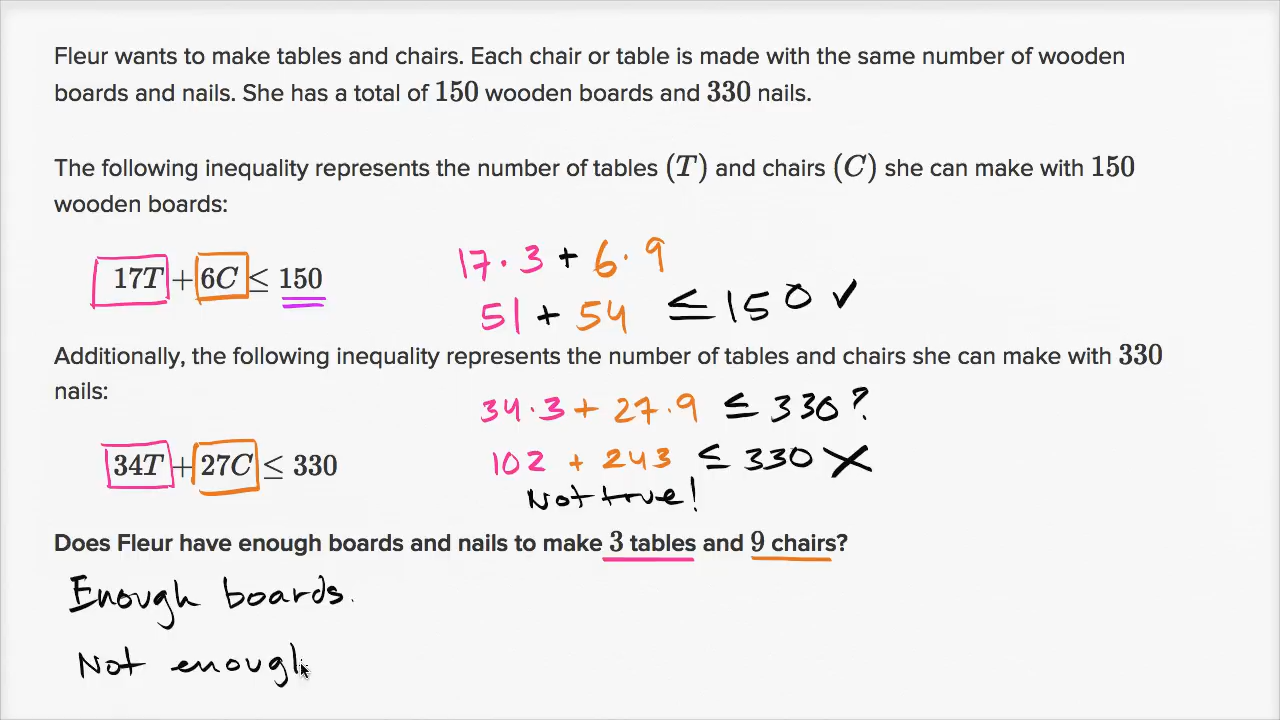 Fleur wants to make tables and chairs. Each chair or table is made with the same number of wooden
boards and nails. She has a total of 150 wooden boards and 330 nails.
The following inequality represents the number of tables (T) and chairs (C) she can make with 150
wooden boards:
17T + 6C ≤ 150
17·3 + 6·9
51 + 54 ≤ 150 ✓
Additionally, the following inequality represents the number of tables and chairs she can make with 330
nails:
34·3 + 27·9 ≤ 330?
34T + 27C ≤ 330
102 + 243 ≤ 330 X
Not true!
Does Fleur have enough boards and nails to make 3 tables and 9 chairs?
Enough boards.
Not enough